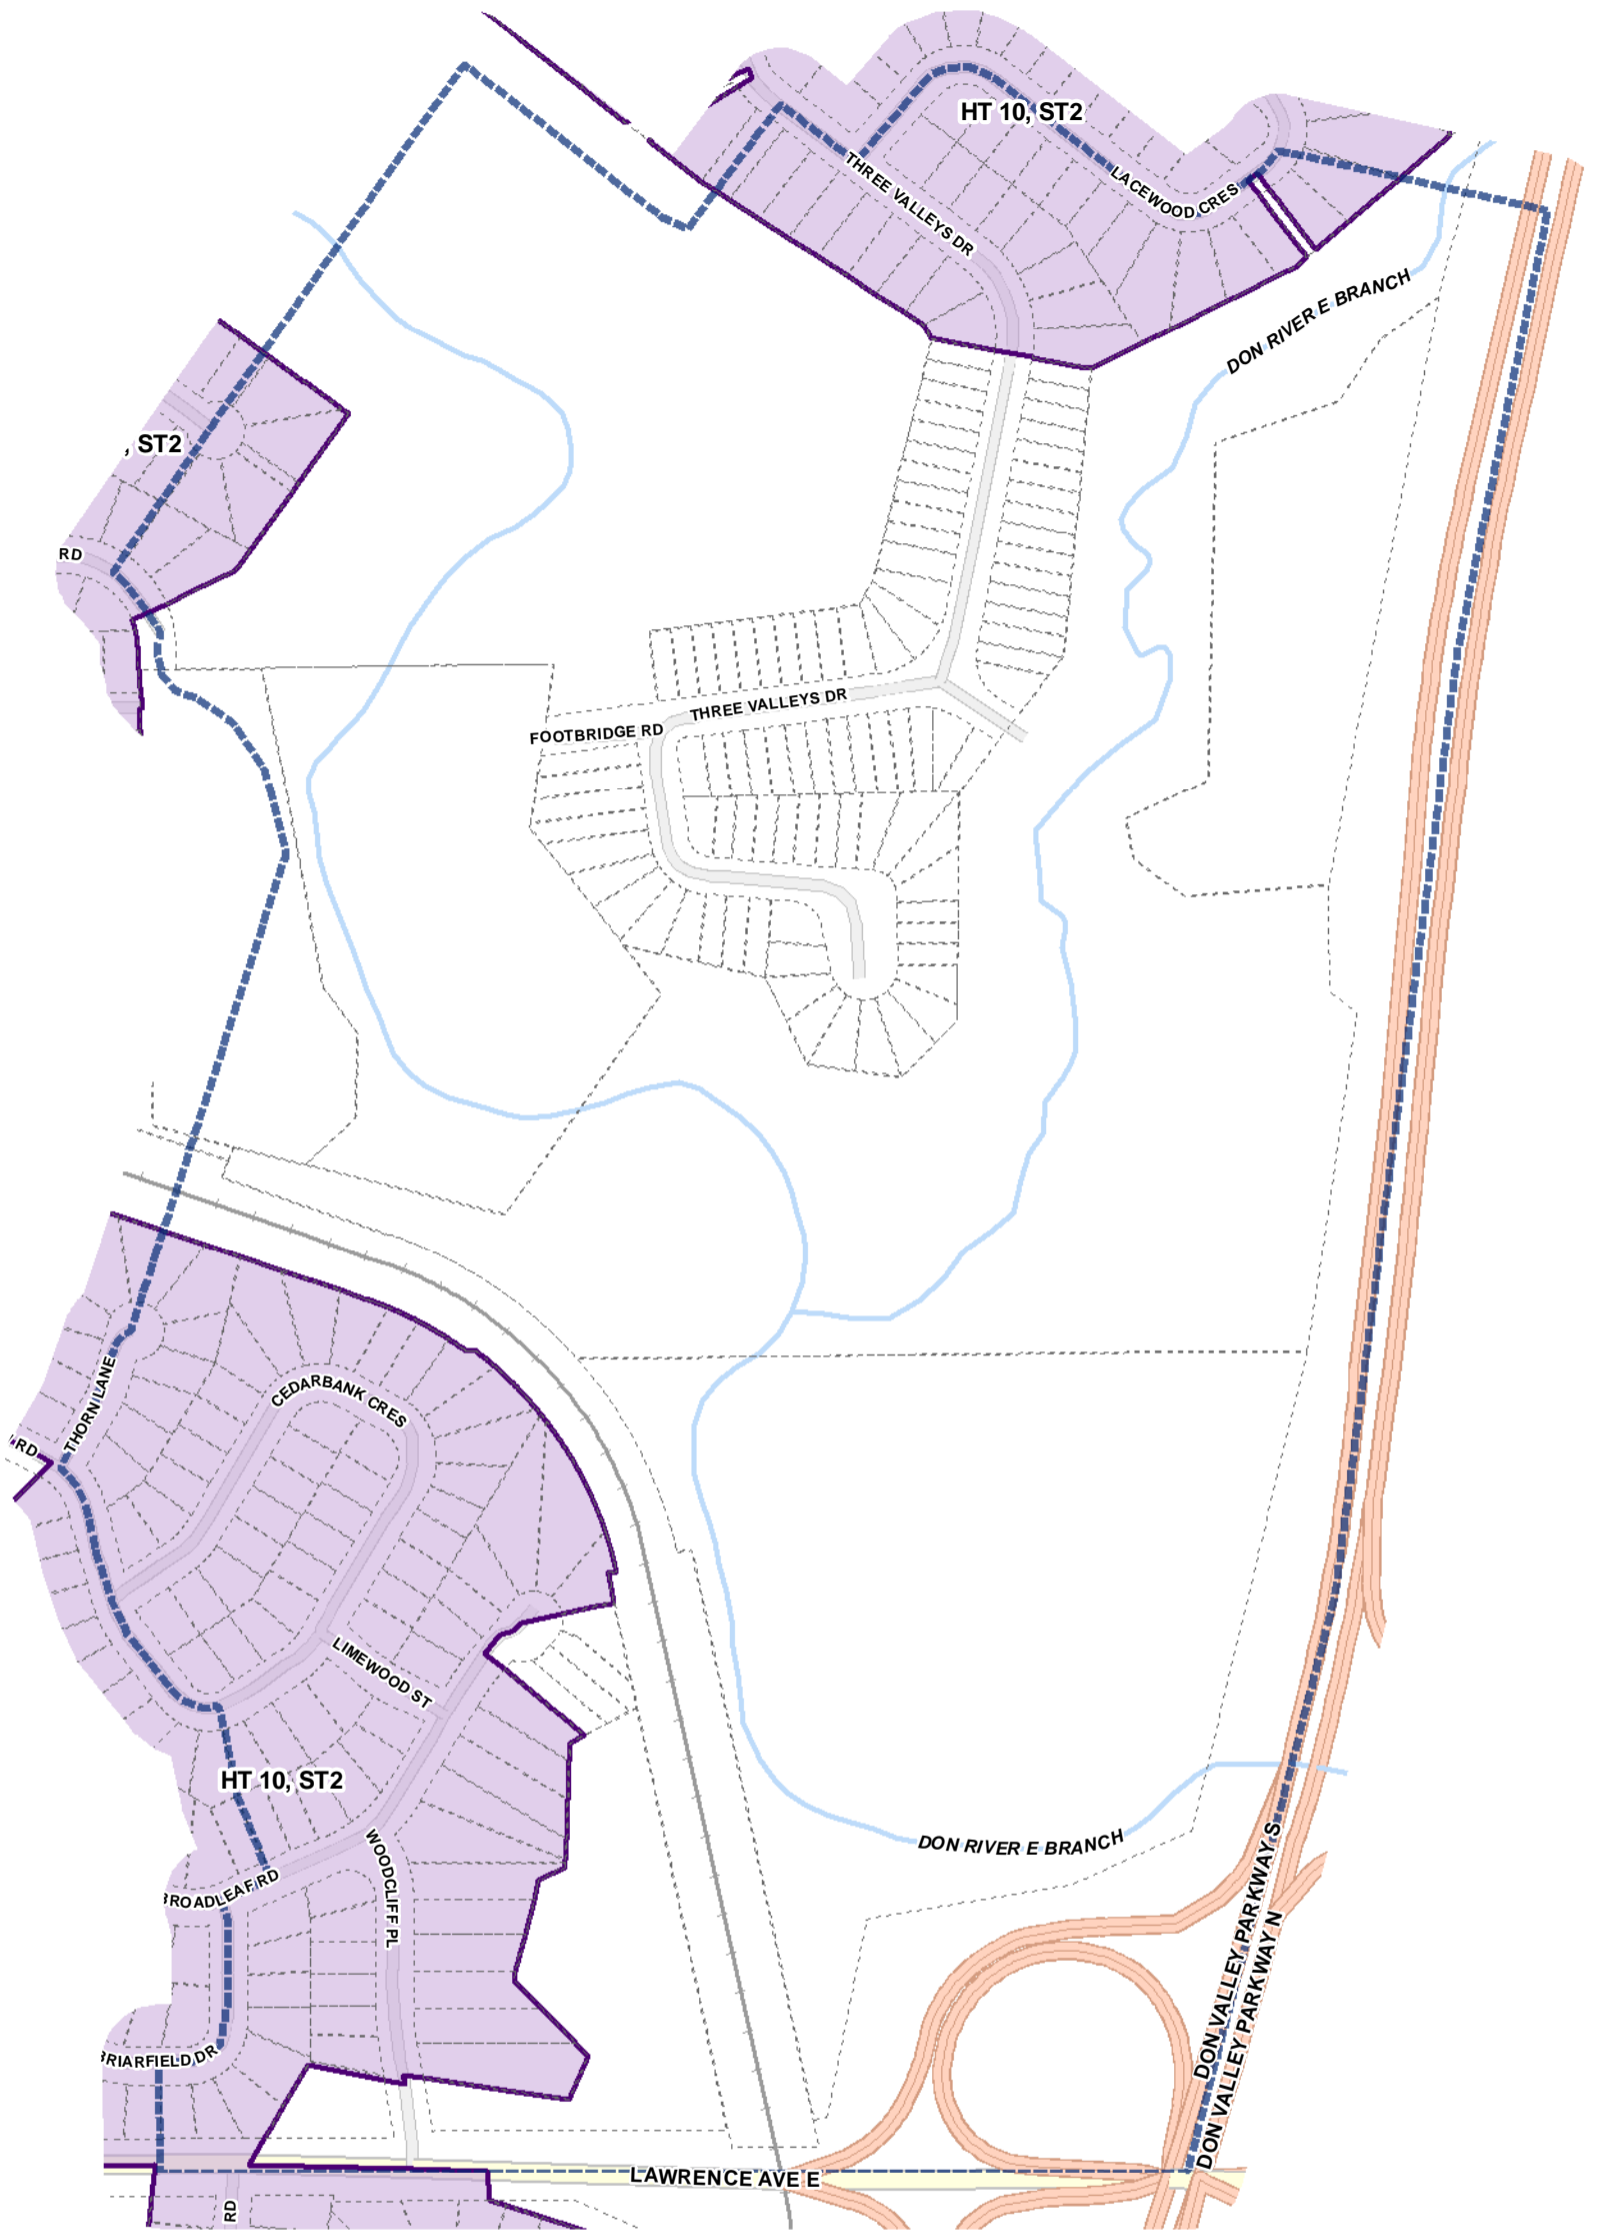 HT 10, ST2
THREE VALLEYS DR
LACEWOOD CRES
DON RIVER E BRANCH
, ST2
RD
THREE VALLEYS DR
FOOTBRIDGE RD
THORN LANE
CEDARBANK CRES
RD
LIMEWOOD ST
HT 10, ST2
WOODCLIFF PL
DON RIVER E BRANCH
BROADLEAF RD
DON VALLEY PARKWAY S
DON VALLEY PARKWAY N
BRIARFIELD DR
LAWRENCE AVE E
RD